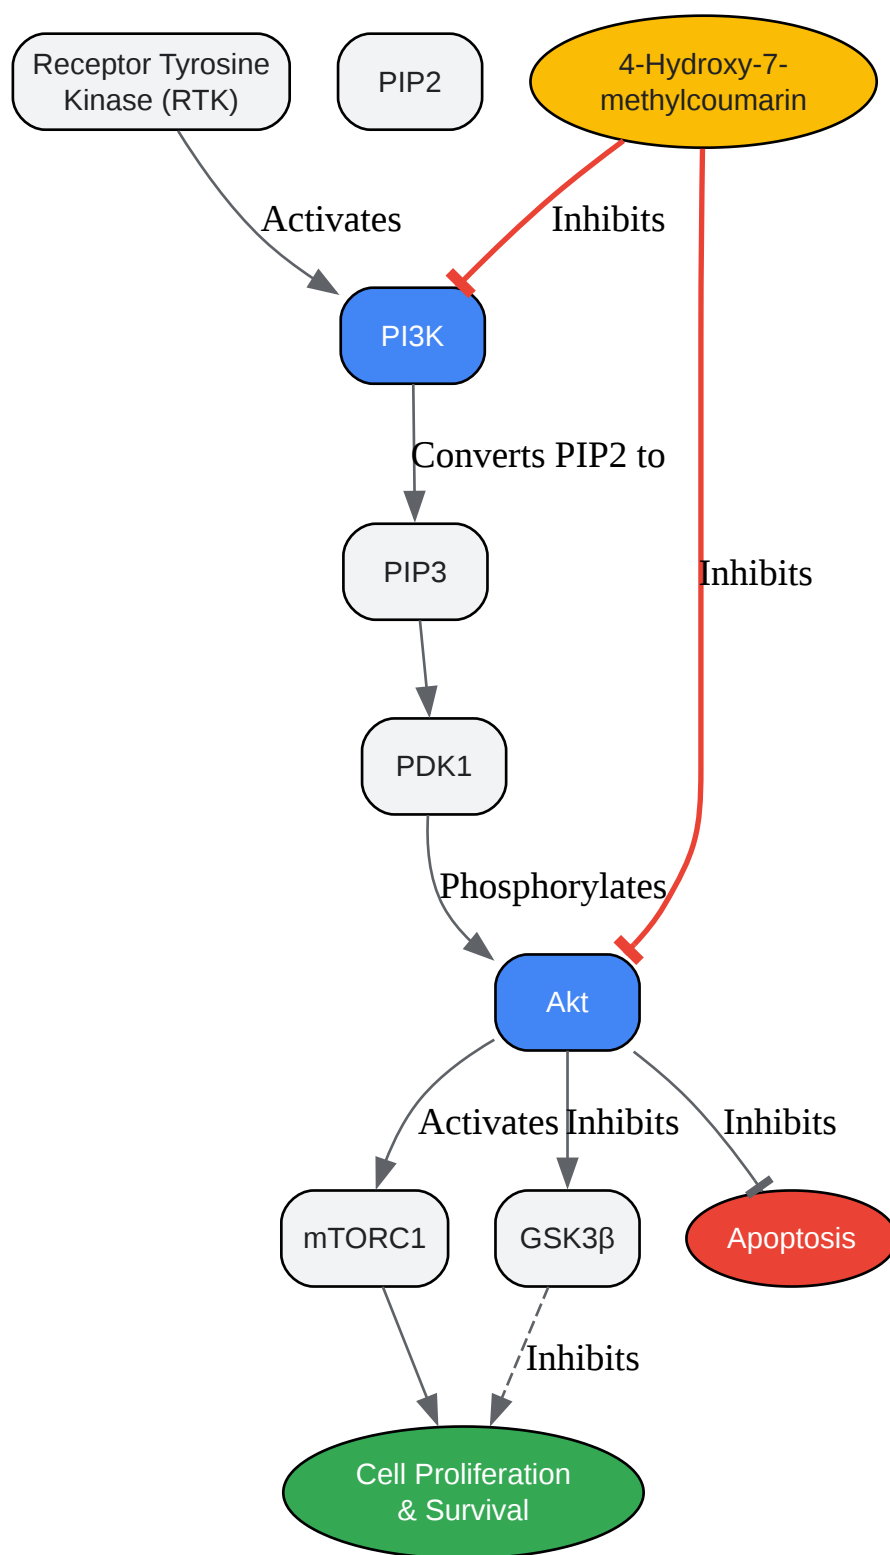 Receptor Tyrosine
Kinase (RTK)
PIP2
4-Hydroxy-7-
methylcoumarin
Activates
Inhibits
PI3K
Converts PIP2 to
PIP3
Inhibits
PDK1
Phosphorylates
Akt
Activates
Inhibits
Inhibits
mTORC1
GSK3β
Apoptosis
Inhibits
Cell Proliferation
& Survival